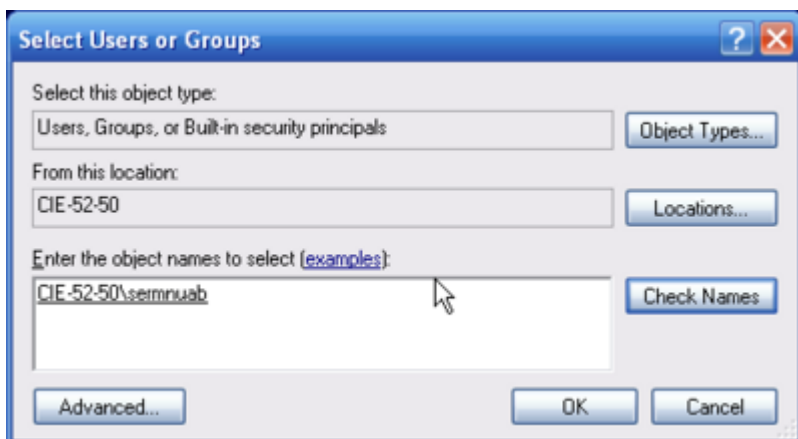 Select Users or Groups
Select this object type:
Users, Groups, or Built-in security principals
Object Types...
From this location:
CIE-52-50
Locations...
Enter the object names to select (examples):
CIE-52-50\sermnuab
Check Names
Advanced...
OK
Cancel